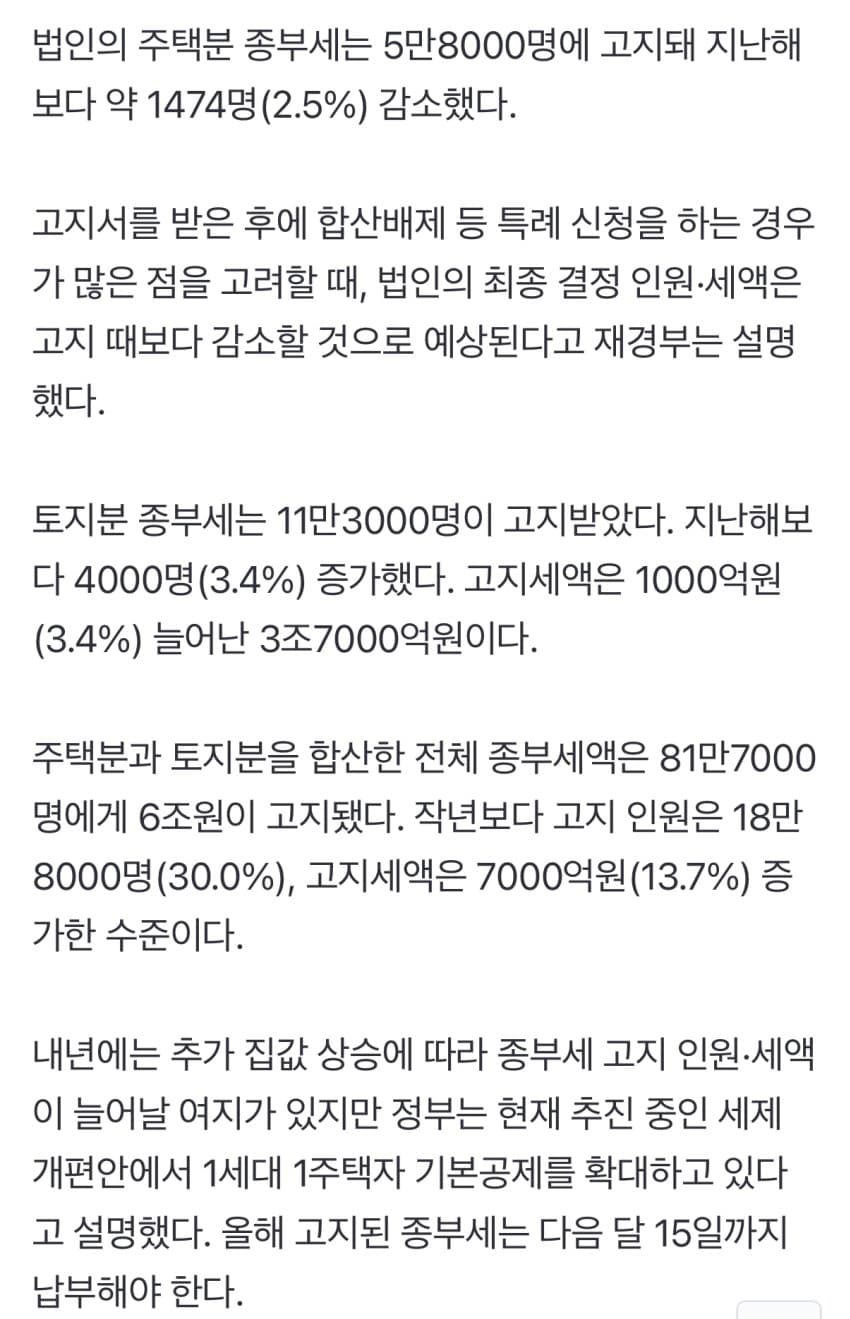 법인의 주택분 종부세는 5만8000명에 고지돼 지난해
보다 약 1474명(2.5%) 감소했다.
고지서를 받은 후에 합산배제 등 특례 신청을 하는 경우
가 많은 점을 고려할 때, 법인의 최종 결정 인원·세액은
고지 때보다 감소할 것으로 예상된다고 재경부는 설명
했다.
토지분 종부세는 11만3000명이 고지받았다. 지난해보
다 4000명(3.4%) 증가했다. 고지세액은 1000억원
(3.4%) 늘어난 3조7000억원이다.
주택분과 토지분을 합산한 전체 종부세액은 81만7000
명에게 6조원이 고지됐다. 작년보다 고지 인원은 18만
8000명(30.0%), 고지세액은 7000억원(13.7%) 증
가한 수준이다.
내년에는 추가 집값 상승에 따라 종부세 고지 인원·세액
이 늘어날 여지가 있지만 정부는 현재 추진 중인 세제
개편안에서 1세대 1주택자 기본공제를 확대하고 있다
고 설명했다. 올해 고지된 종부세는 다음 달 15일까지
납부해야 한다.